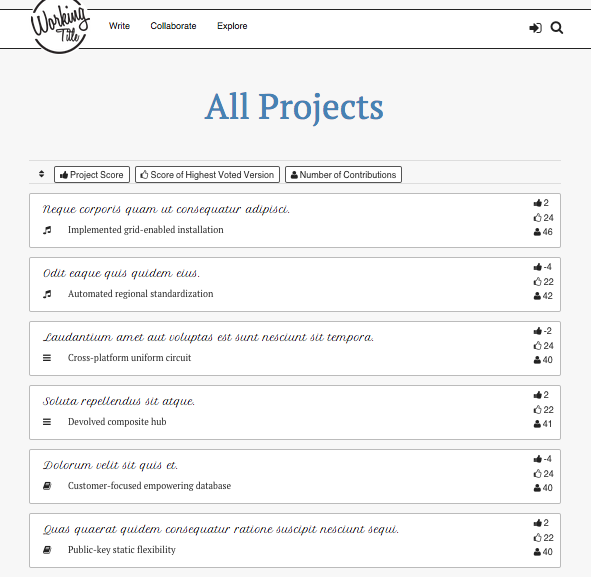 Working
Title
Write Collaborate Explore
All Projects
Project Score Score of Highest Voted Version Number of Contributions
Neque corporis quam ut consequatur adipisci.
2
24
Implemented grid-enabled installation
46
Odit eaque quis quidem eius.
-4
22
Automated regional standardization
42
Laudantium amet aut voluptas est sunt nesciunt sit tempora.
-2
24
Cross-platform uniform circuit
40
Soluta repellendus sit atque.
2
22
Devolved composite hub
41
Dolorum velit sit quis et.
-4
24
Customer-focused empowering database
40
Quas quaerat quidem consequatur ratione suscipit nesciunt sequi.
2
22
Public-key static flexibility
40